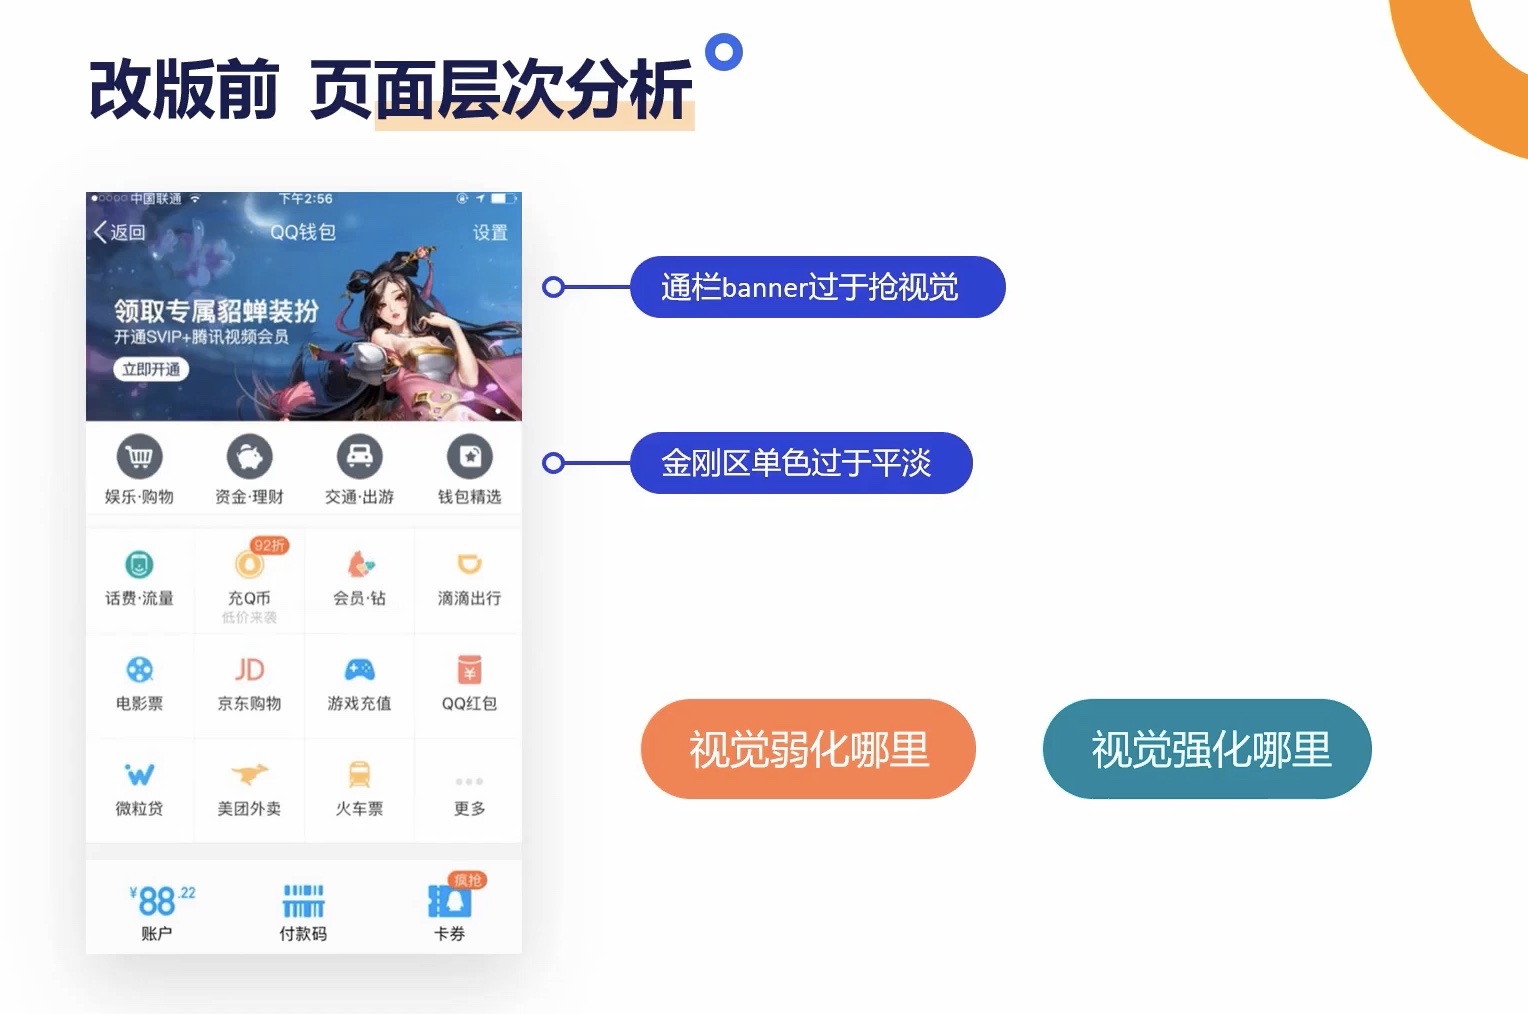 改版前 页面层次分析
中国联通 下午2:56
返回 QQ钱包 设置
领取专属貂蝉装扮
开通SVIP+腾讯视频会员
立即开通
通栏banner过于抢视觉
娱乐·购物 资金·理财 交通·出游 钱包精选
金刚区单色过于平淡
92折
话费·流量 充Q币 会员·钻 滴滴出行
低价来袭
JD
电影票 京东购物 游戏充值 QQ红包
微粒贷 美团外卖 火车票 更多
视觉弱化哪里 视觉强化哪里
疯抢
¥88.22
账户 付款码 卡券